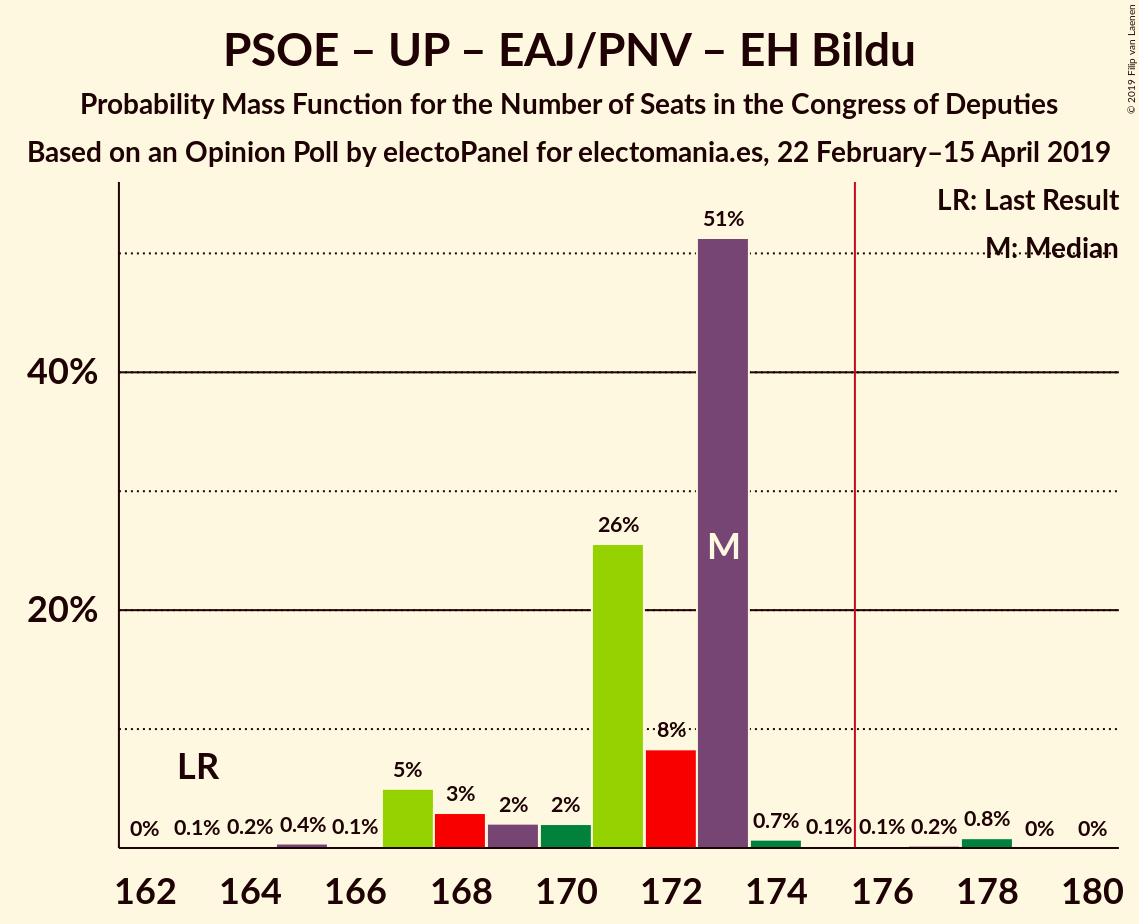 PSOE – UP – EAJ/PNV – EH Bildu
Probability Mass Function for the Number of Seats in the Congress of Deputies
Based on an Opinion Poll by electoPanel for electomania.es, 22 February–15 April 2019
© 2019 Filip van Laenen
LR: Last Result
M: Median
40%
20%
LR
M
0% 0.1% 0.2% 0.4% 0.1% 5% 3% 2% 2% 26% 8% 51% 0.7% 0.1% 0.1% 0.2% 0.8% 0% 0%
162 164 166 168 170 172 174 176 178 180